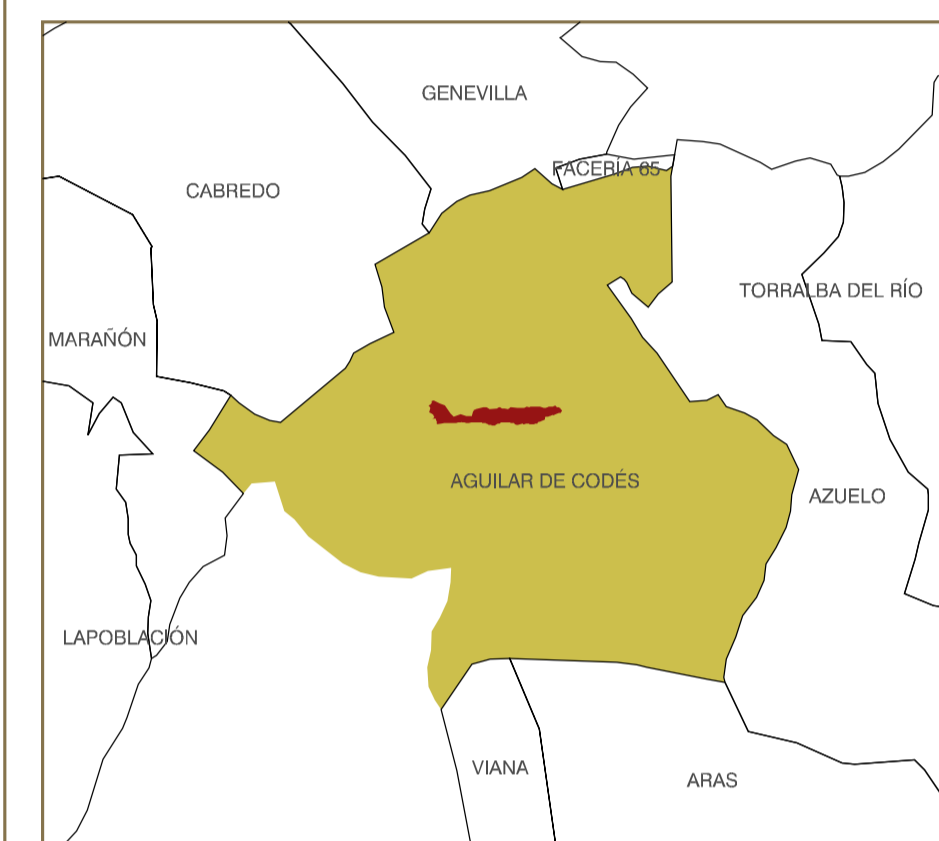 GENEVILLA
FACERÍA 65
CABREDO
TORRALBA DEL RÍO
MARAÑÓN
AGUILAR DE CODÉS
AZUELO
LAPOBLACIÓN
VIANA
ARAS